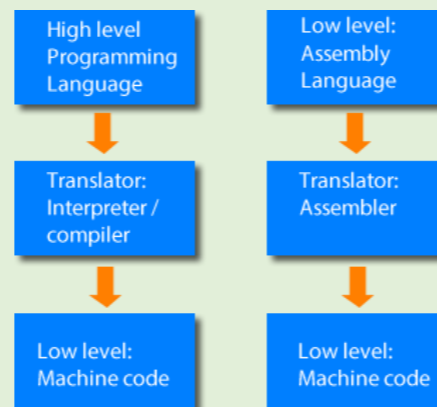 High level
Programming
Language
Translator:
Interpreter /
compiler
Low level:
Machine code
Low level:
Assembly
Language
Translator:
Assembler
Low level:
Machine code